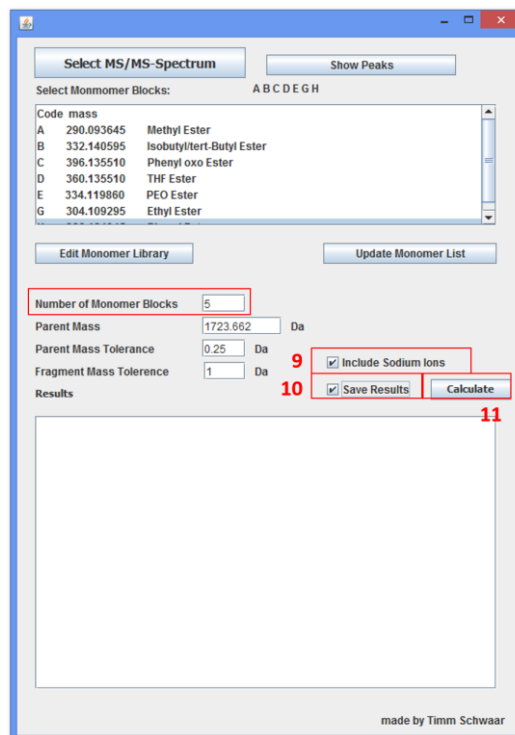 Select MS/MS-Spectrum
Show Peaks
Select Monmomer Blocks: A B C D E G H
Code mass
A 290.093645 Methyl Ester
B 332.140595 Isobutyl/tert-Butyl Ester
C 396.135510 Phenyl oxo Ester
D 360.135510 THF Ester
E 334.119860 PEO Ester
G 304.109295 Ethyl Ester
Edit Monomer Library
Update Monomer List
Number of Monomer Blocks 5
Parent Mass 1723.662 Da
Parent Mass Tolerance 0.25 Da
9 Include Sodium Ions
Fragment Mass Tolerence 1 Da
10 Save Results Calculate
Results
11
made by Timm Schwaar